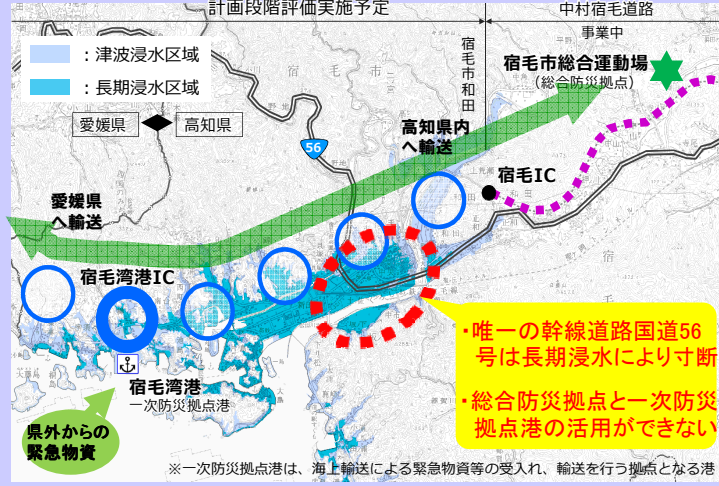 計画段階評価実施予定
中村宿毛道路
事業中
：津波浸水区域
：長期浸水区域
愛媛県
高知県
宿毛市和田
宿毛市総合運動場
（総合防災拠点）
56
高知県内
へ輸送
宿毛IC
愛媛県
へ輸送
宿毛湾港IC
宿毛湾港
一次防災拠点港
県外からの
緊急物資
・唯一の幹線道路国道56
号は長期浸水により寸断
・総合防災拠点と一次防災
拠点港の活用ができない
※一次防災拠点港は、海上輸送による緊急物資等の受入れ、輸送を行う拠点となる港